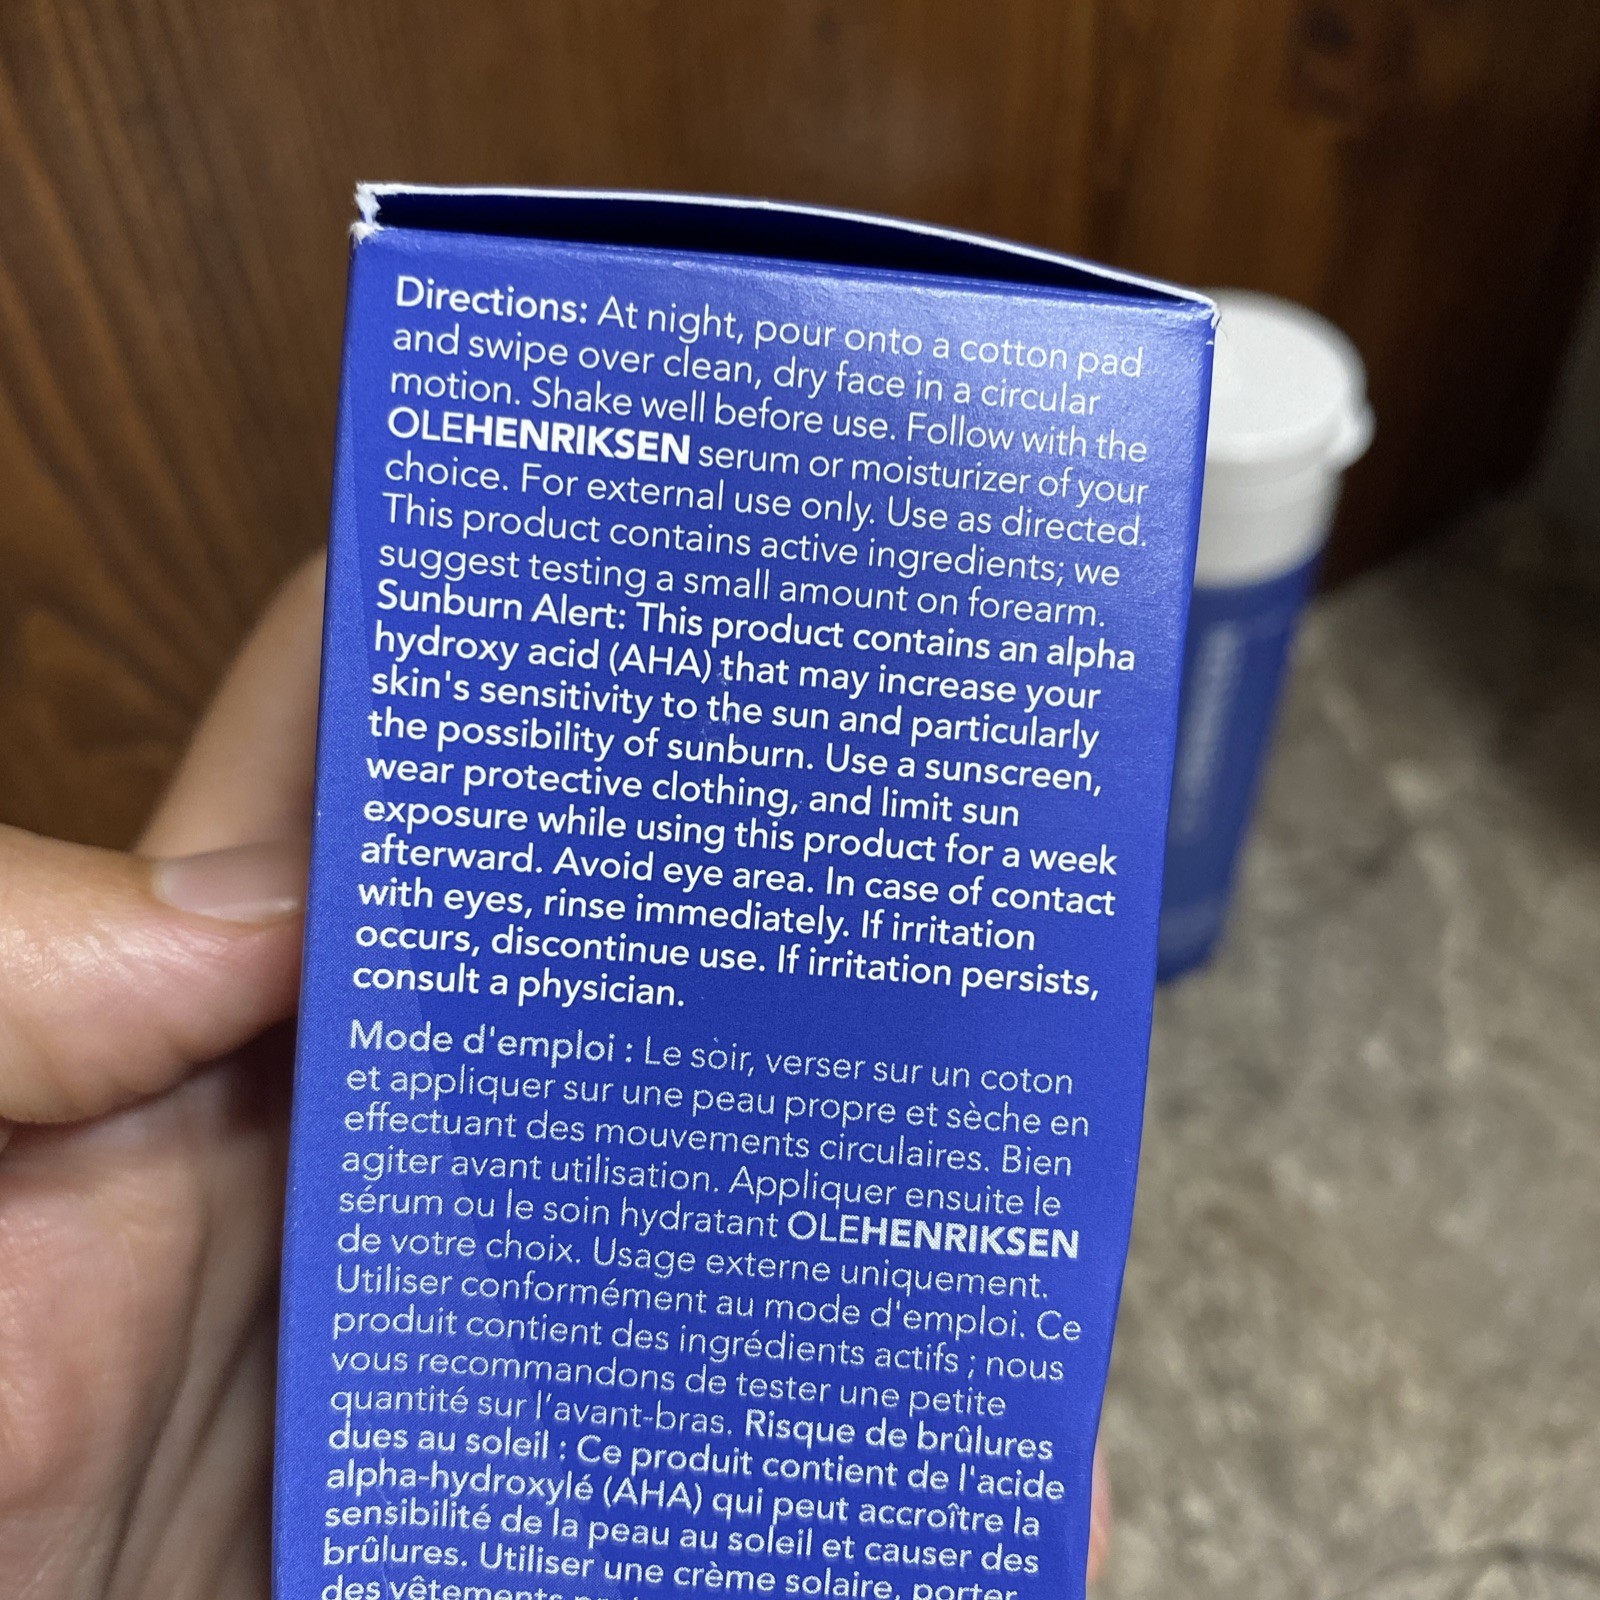 Directions: At night, pour onto a cotton pad
and swipe over clean, dry face in a circular
motion. Shake well before use. Follow with the
OLEHENRIKSEN serum or moisturizer of your
choice. For external use only. Use as directed.
This product contains active ingredients; we
suggest testing a small amount on forearm.
Sunburn Alert: This product contains an alpha
hydroxy acid (AHA) that may increase your
skin's sensitivity to the sun and particularly
the possibility of sunburn. Use a sunscreen,
wear protective clothing, and limit sun
exposure while using this product for a week
afterward. Avoid eye area. In case of contact
with eyes, rinse immediately. If irritation
occurs, discontinue use. If irritation persists,
consult a physician.
Mode d'emploi : Le soir, verser sur un coton
et appliquer sur une peau propre et sèche en
effectuant des mouvements circulaires. Bien
agiter avant utilisation. Appliquer ensuite le
sérum ou le soin hydratant OLEHENRIKSEN
de votre choix. Usage externe uniquement.
Utiliser conformément au mode d'emploi. Ce
produit contient des ingrédients actifs ; nous
vous recommandons de tester une petite
quantité sur l'avant-bras. Risque de brûlures
dues au soleil : Ce produit contient de l'acide
alpha-hydroxylé (AHA) qui peut accroître la
sensibilité de la peau au soleil et causer des
brûlures. Utiliser une crème solaire, porter
des vêtements